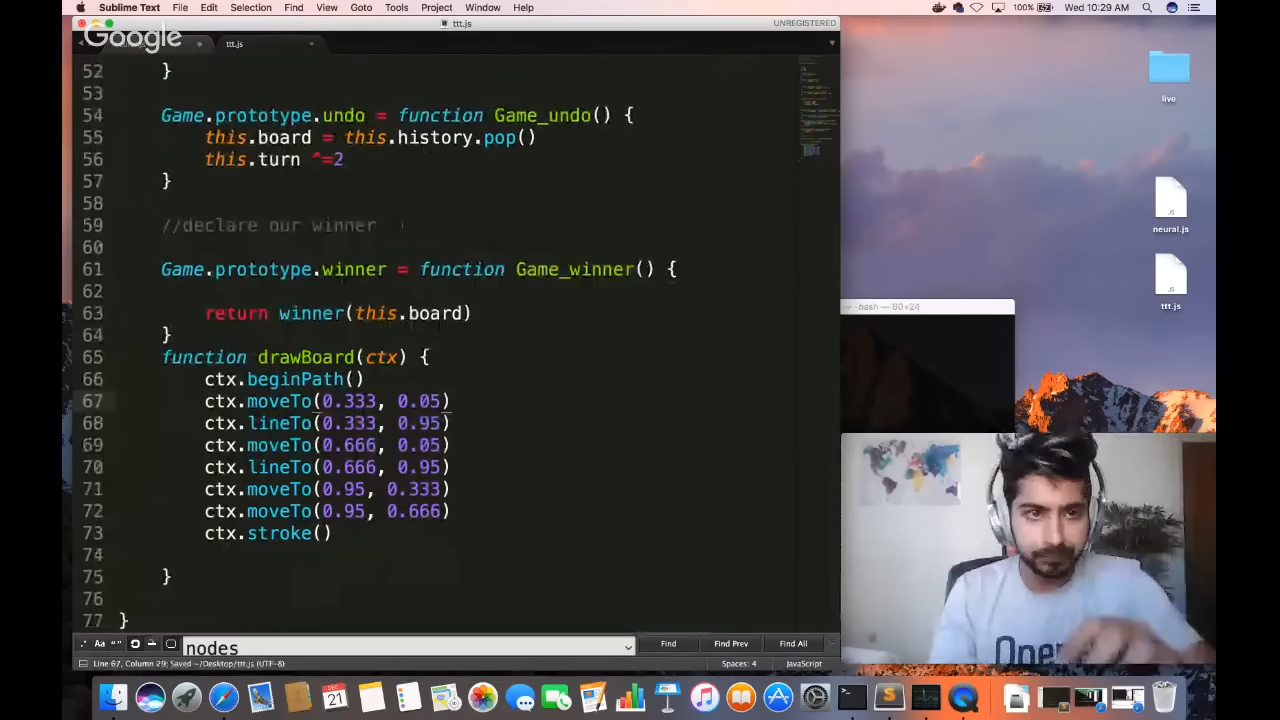 Sublime Text File Edit Selection Find View Goto Tools Project Window Help 100% Wed 10:29 AM
ttt.js UNREGISTERED
Google
ttt.js
52 }
53
54 Game.prototype.undo = function Game_undo() {
55 this.board = this.history.pop()
56 this.turn ^=2
57 }
58
59 //declare our winner
60
61 Game.prototype.winner = function Game_winner() {
62
63 return winner(this.board)
64 }
65 function drawBoard(ctx) {
66 ctx.beginPath()
67 ctx.moveTo(0.333, 0.05)
68 ctx.lineTo(0.333, 0.95)
69 ctx.moveTo(0.666, 0.05)
70 ctx.lineTo(0.666, 0.95)
71 ctx.moveTo(0.95, 0.333)
72 ctx.moveTo(0.95, 0.666)
73 ctx.stroke()
74
75 }
76
77 }
Aa "" nodes Find Find Prev Find All
Line 67, Column 29; Saved ~/Desktop/ttt.js (UTF-8) Spaces: 4 JavaScript
live
JS
neural.js
JS
ttt.js
— -bash — 80×24
Open